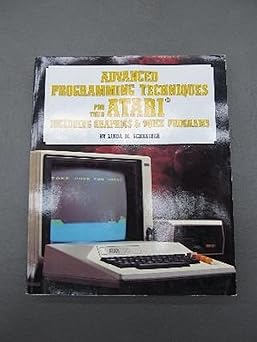 ADVANCED
PROGRAMMING TECHNIQUES
FOR YOUR ATARI®
INCLUDING GRAPHICS & VOICE PROGRAMS
BY LINDA M. SCHREIBER